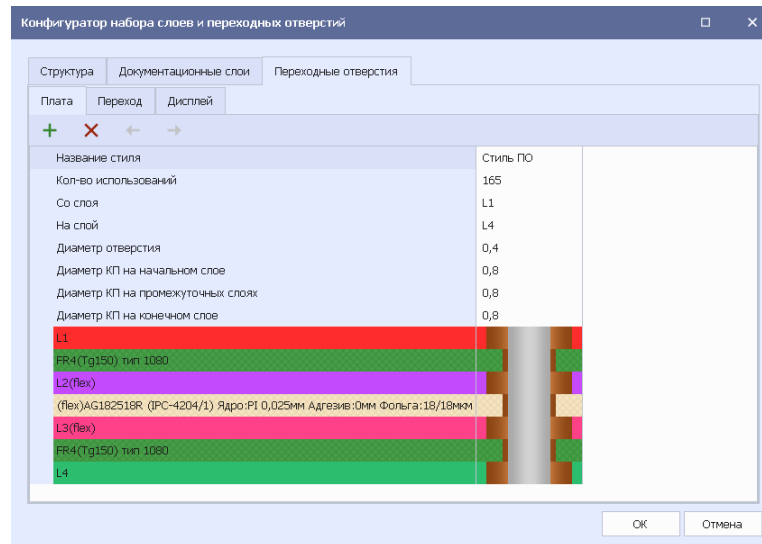 Конфигуратор набора слоев и переходных отверстий
Структура Документационные слои Переходные отверстия
Плата Переход Дисплей
Название стиля Стиль ПО
Кол-во использований 165
Со слоя L1
На слой L4
Диаметр отверстия 0,4
Диаметр КП на начальном слое 0,8
Диаметр КП на промежуточных слоях 0,8
Диаметр КП на конечном слое 0,8
L1
FR4(Tg150) тип 1080
L2(flex)
(flex)AG182518R (IPC-4204/1) Ядро:PI 0,025мм Адгезив:0мм Фольга:18/18мкм
L3(flex)
FR4(Tg150) тип 1080
L4
ОК Отмена